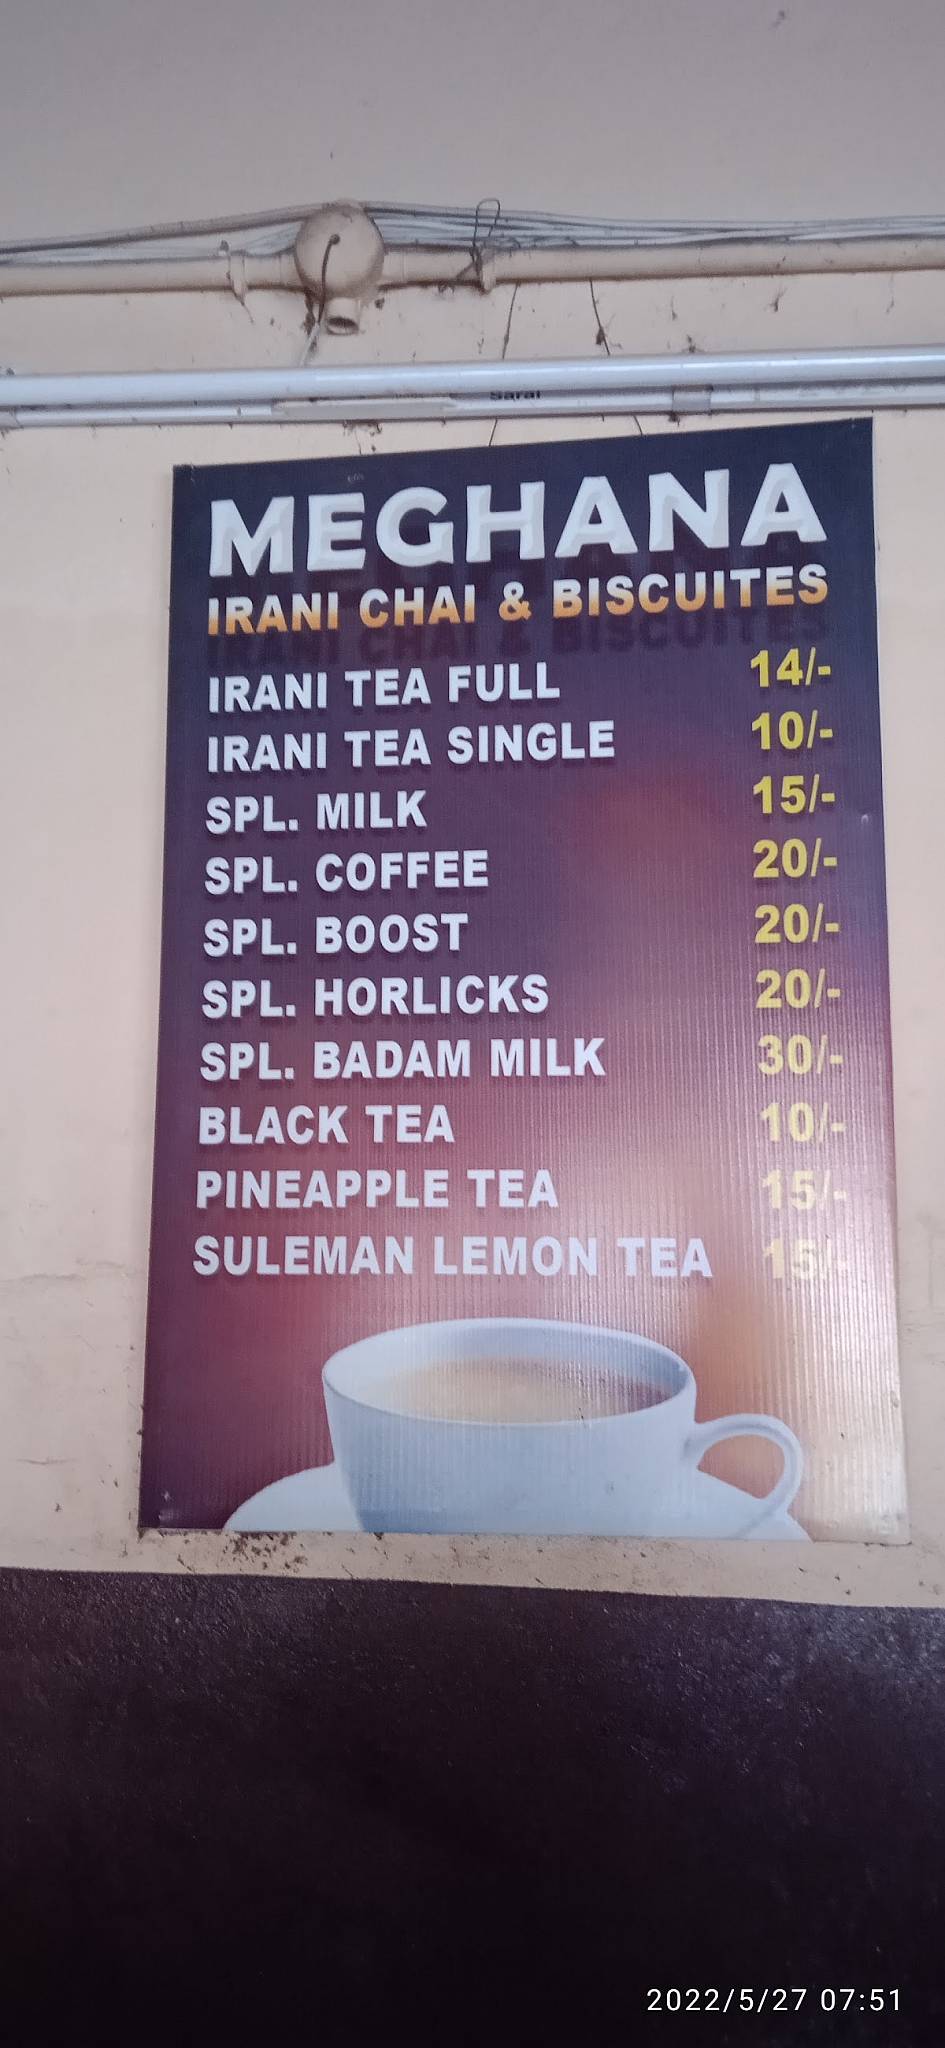 Saral
MEGHANA
IRANI CHAI & BISCUITES
IRANI TEA FULL 14/-
IRANI TEA SINGLE 10/-
SPL. MILK 15/-
SPL. COFFEE 20/-
SPL. BOOST 20/-
SPL. HORLICKS 20/-
SPL. BADAM MILK 30/-
BLACK TEA 10/-
PINEAPPLE TEA 15/-
SULEMAN LEMON TEA 15/-
2022/5/27 07:51